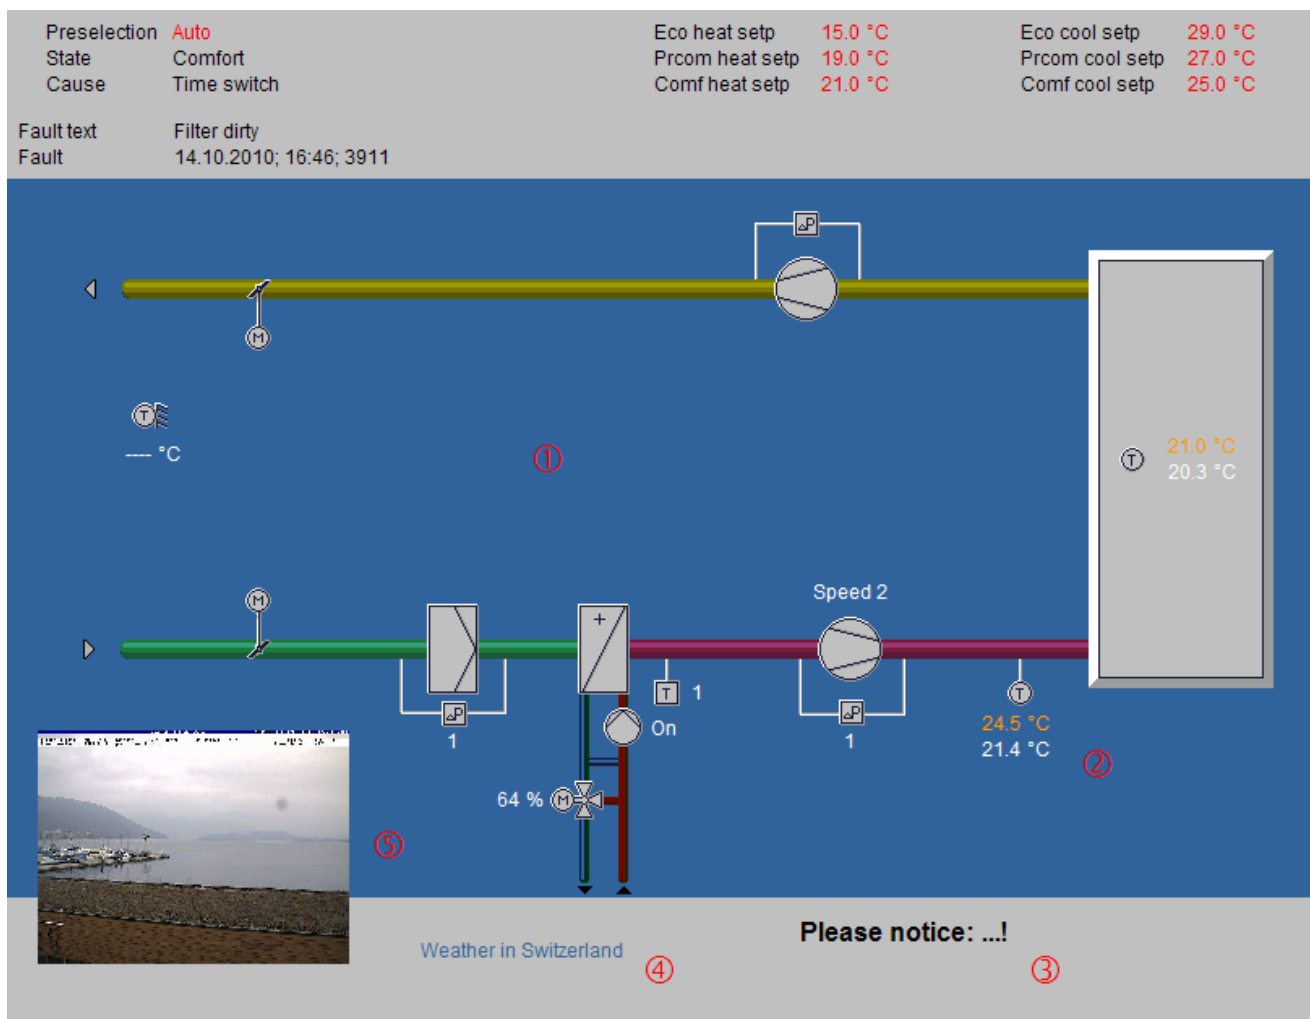 Preselection Auto Eco heat setp 15.0 °C Eco cool setp 29.0 °C
State Comfort Prcom heat setp 19.0 °C Prcom cool setp 27.0 °C
Cause Time switch Comf heat setp 21.0 °C Comf cool setp 25.0 °C
Fault text Filter dirty
Fault 14.10.2010; 16:46; 3911
△P
M
T
---- °C
①
T
21.0 °C
20.3 °C
M
Speed 2
+
T 1
△P
1
On
△P
1
T
24.5 °C
21.4 °C
②
64 % M
⑤
Please notice: ...!
Weather in Switzerland
④
③